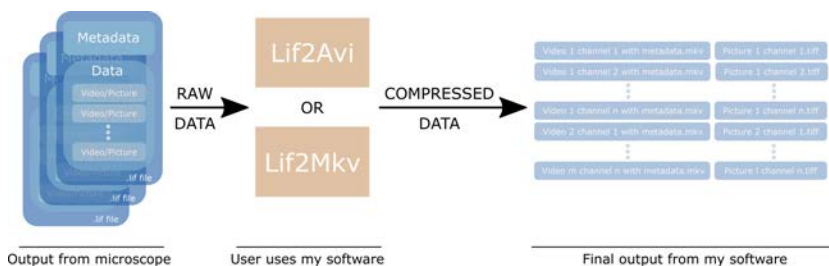 Metadata
Data
Video/Picture
Video/Picture
Video/Picture
.lif file
.lif file
.lif file
Output from microscope
RAW
DATA
Lif2Avi
OR
Lif2Mkv
User uses my software
COMPRESSED
DATA
Video 1 channel 1 with metadata.mkv
Picture 1 channel 1.tiff
Video 1 channel 2 with metadata.mkv
Picture 1 channel 2.tiff
Video 1 channel n with metadata.mkv
Picture 1 channel n.tiff
Video 2 channel 1 with metadata.mkv
Picture 2 channel 1.tiff
Video m channel n with metadata.mkv
Picture l channel n.tiff
Final output from my software